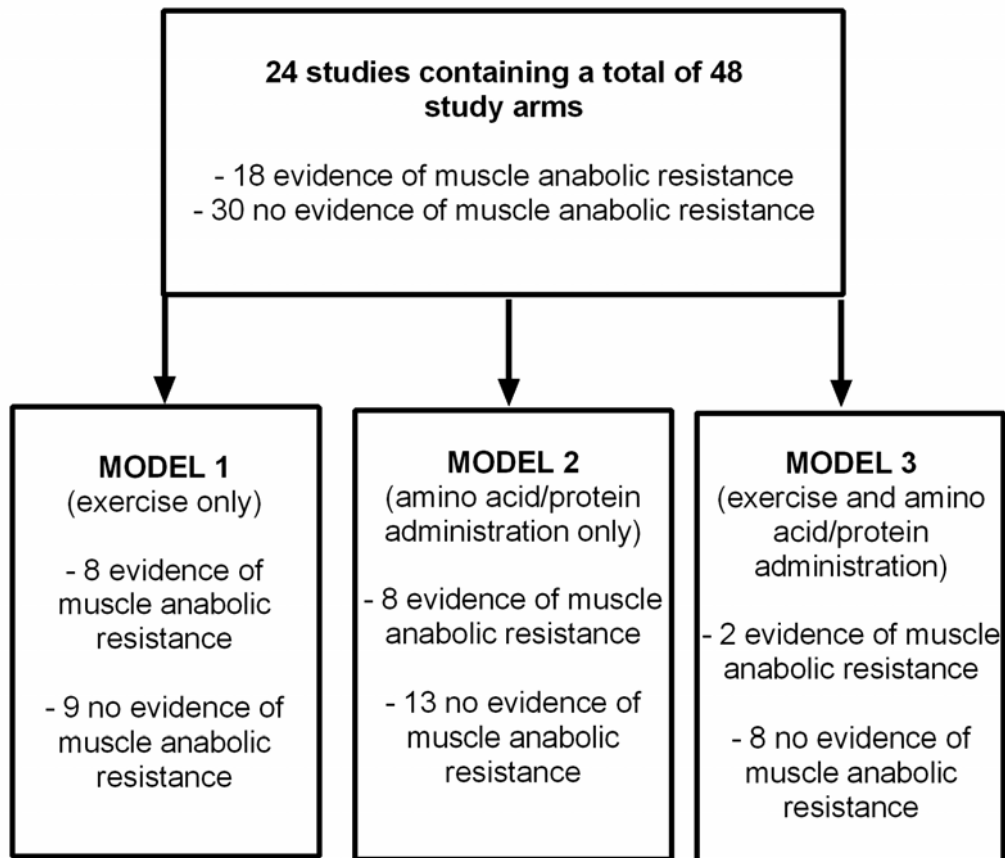 24 studies containing a total of 48
study arms
- 18 evidence of muscle anabolic resistance
- 30 no evidence of muscle anabolic resistance
MODEL 1
(exercise only)
- 8 evidence of
muscle anabolic
resistance
- 9 no evidence of
muscle anabolic
resistance
MODEL 2
(amino acid/protein
administration only)
- 8 evidence of muscle
anabolic resistance
- 13 no evidence of
muscle anabolic
resistance
MODEL 3
(exercise and amino
acid/protein
administration)
- 2 evidence of muscle
anabolic resistance
- 8 no evidence of
muscle anabolic
resistance